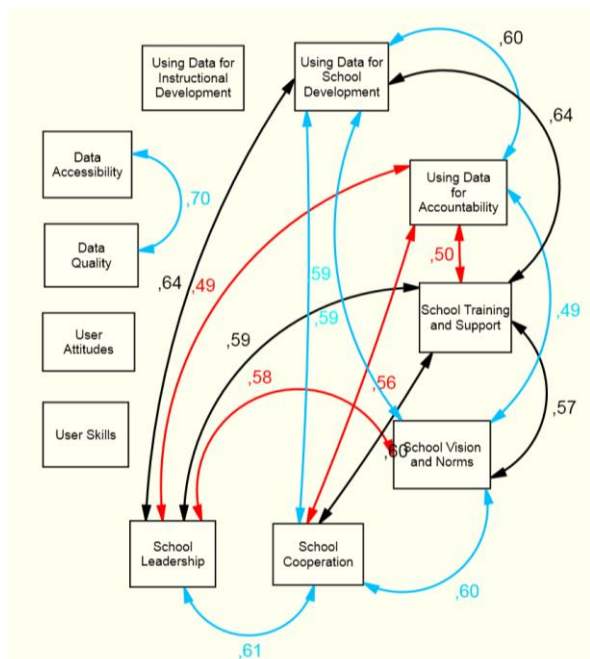 Using Data for
Instructional
Development
Using Data for
School
Development
,60
,64
Data
Accessibility
,70
Using Data
for
Accountability
Data
Quality
,50
,64
,49
,59
,59
School Training
and Support
,49
User
Attitudes
,59
,58
,56
,57
User Skills
,60
School Vision
and Norms
School
Leadership
School
Cooperation
,60
,61